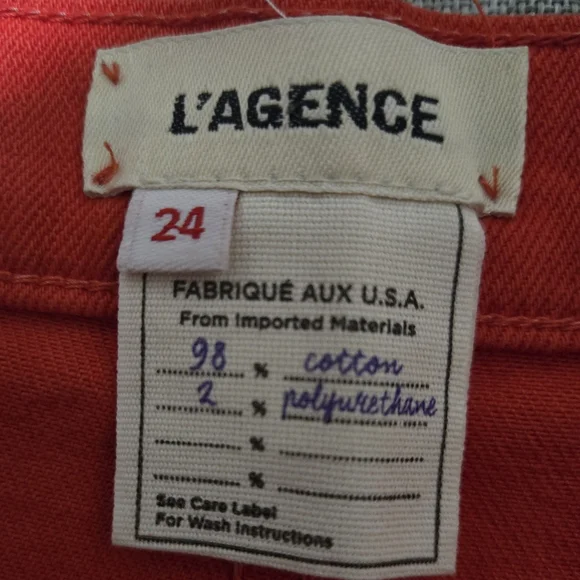 L'AGENCE
24
FABRIQUÉ AUX U.S.A.
From Imported Materials
98 % cotton
2 % polyurethane
%
%
See Care Label
For Wash Instructions